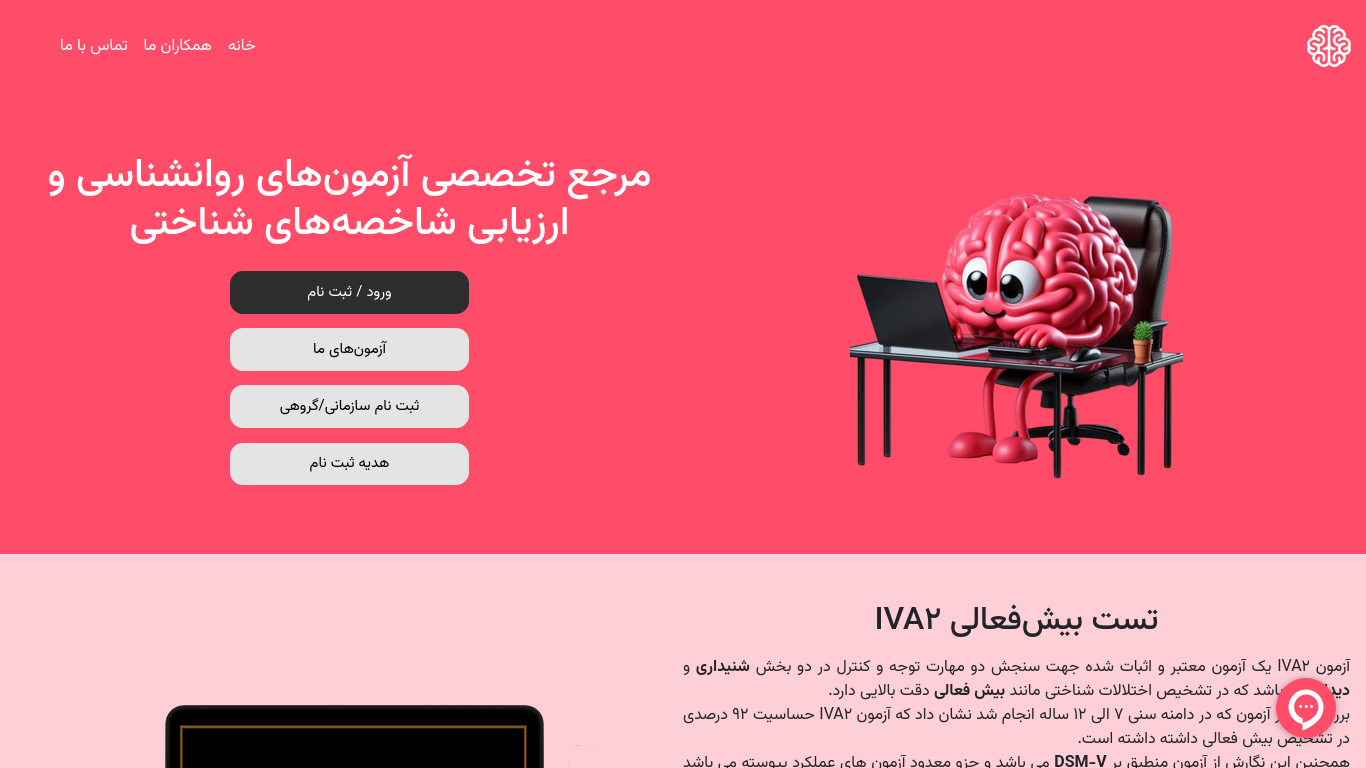 خانه
همکاران ما
تماس با ما
مرجع تخصصی آزمون‌های روانشناسی و
ارزیابی شاخصه‌های شناختی
ورود / ثبت نام
آزمون‌های ما
ثبت نام سازمانی/گروهی
هدیه ثبت نام
تست بیش‌فعالی IVA۲
آزمون IVA۲ یک آزمون معتبر و اثبات شده جهت سنجش دو مهارت توجه و کنترل در دو بخش شنیداری و
باشد که در تشخیص اختلالات شناختی مانند بیش فعالی دقت بالایی دارد.
آزمون که در دامنه سنی ۷ الی ۱۲ ساله انجام شد نشان داد که آزمون IVA۲ حساسیت ۹۲ درصدی
در تشخیص بیش فعالی داشته داشته است.
همچنین این نگارش از آزمون منطبق بر DSM-V می باشد و جزو معدود آزمون های عملکرد پیوسته می باشد